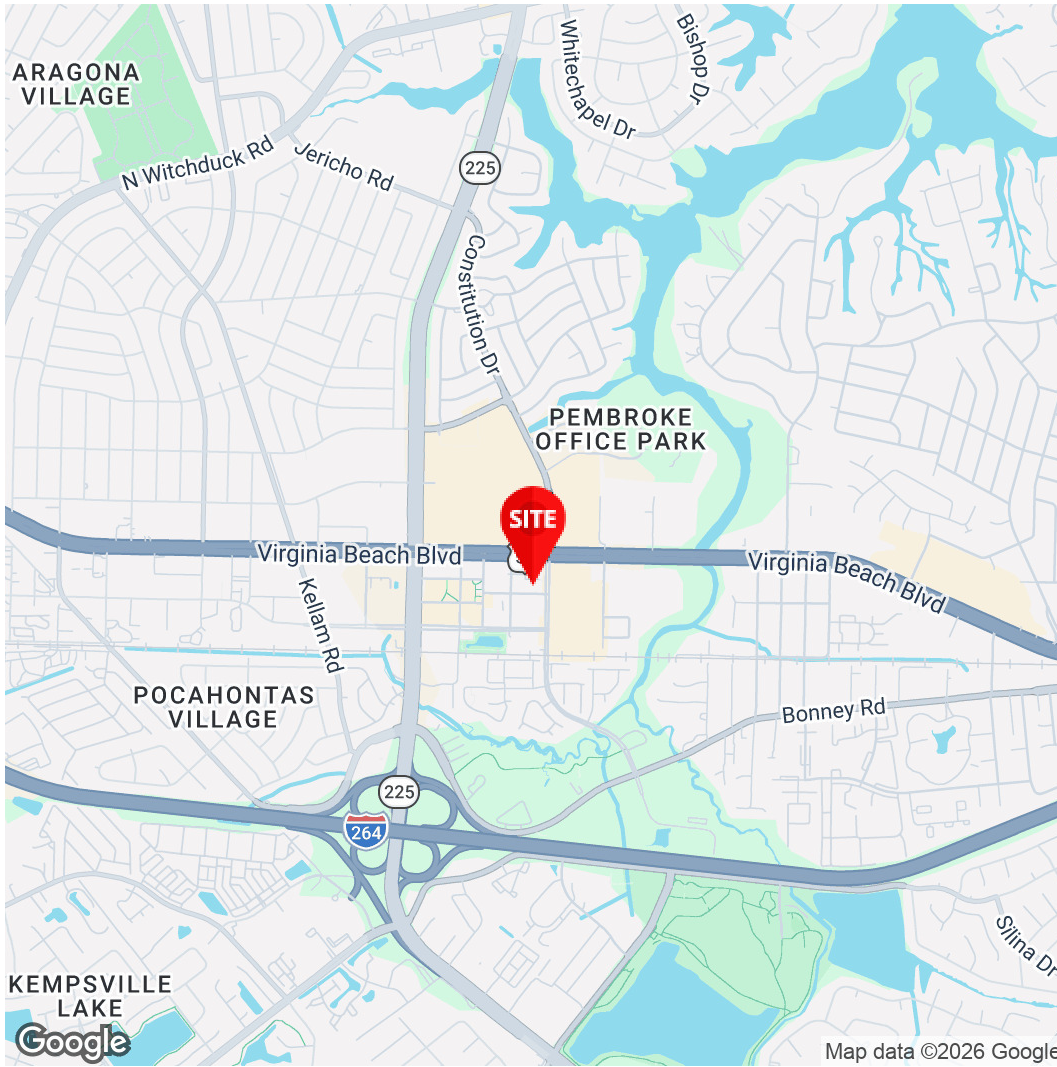 Bishop Dr
Whitechapel Dr
ARAGONA
VILLAGE
N Witchduck Rd
Jericho Rd
225
Constitution Dr
PEMBROKE
OFFICE PARK
SITE
Virginia Beach Blvd
Virginia Beach Blvd
Kellam Rd
POCAHONTAS
VILLAGE
Bonney Rd
225
264
Silina Dr
KEMPSVILLE
LAKE
Google
Map data ©2026 Google